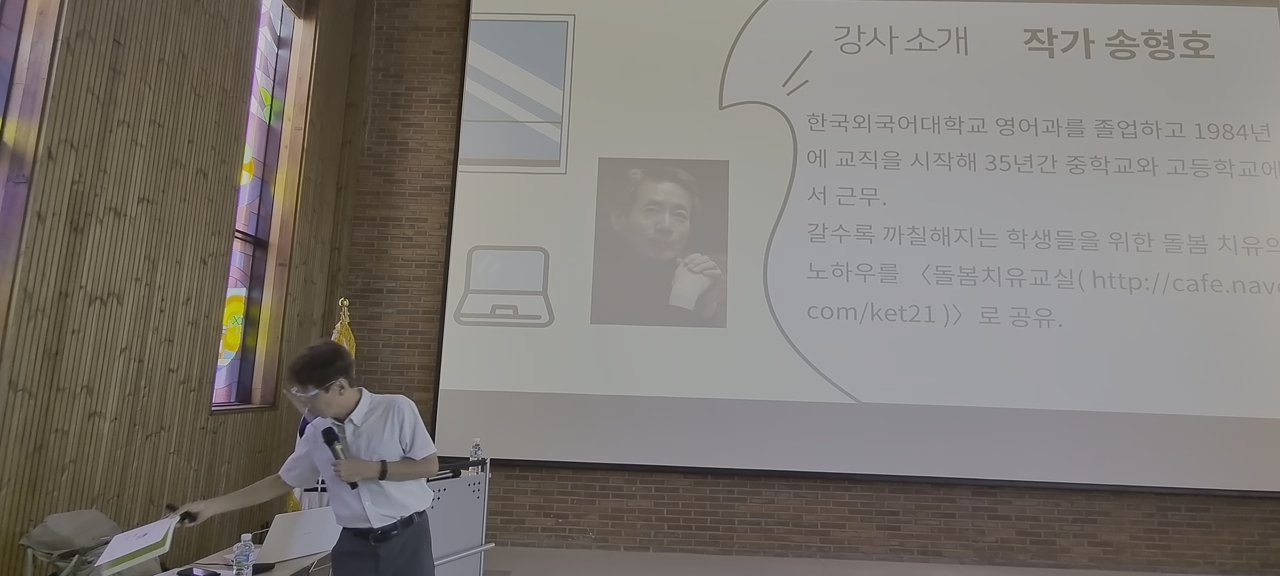 강사 소개 작가 송형호
한국외국어대학교 영어과를 졸업하고 1984년
에 교직을 시작해 35년간 중학교와 고등학교에
서 근무.
갈수록 까칠해지는 학생들을 위한 돌봄 치유의
노하우를 〈돌봄치유교실( http://cafe.nave
com/ket21 )〉로 공유.